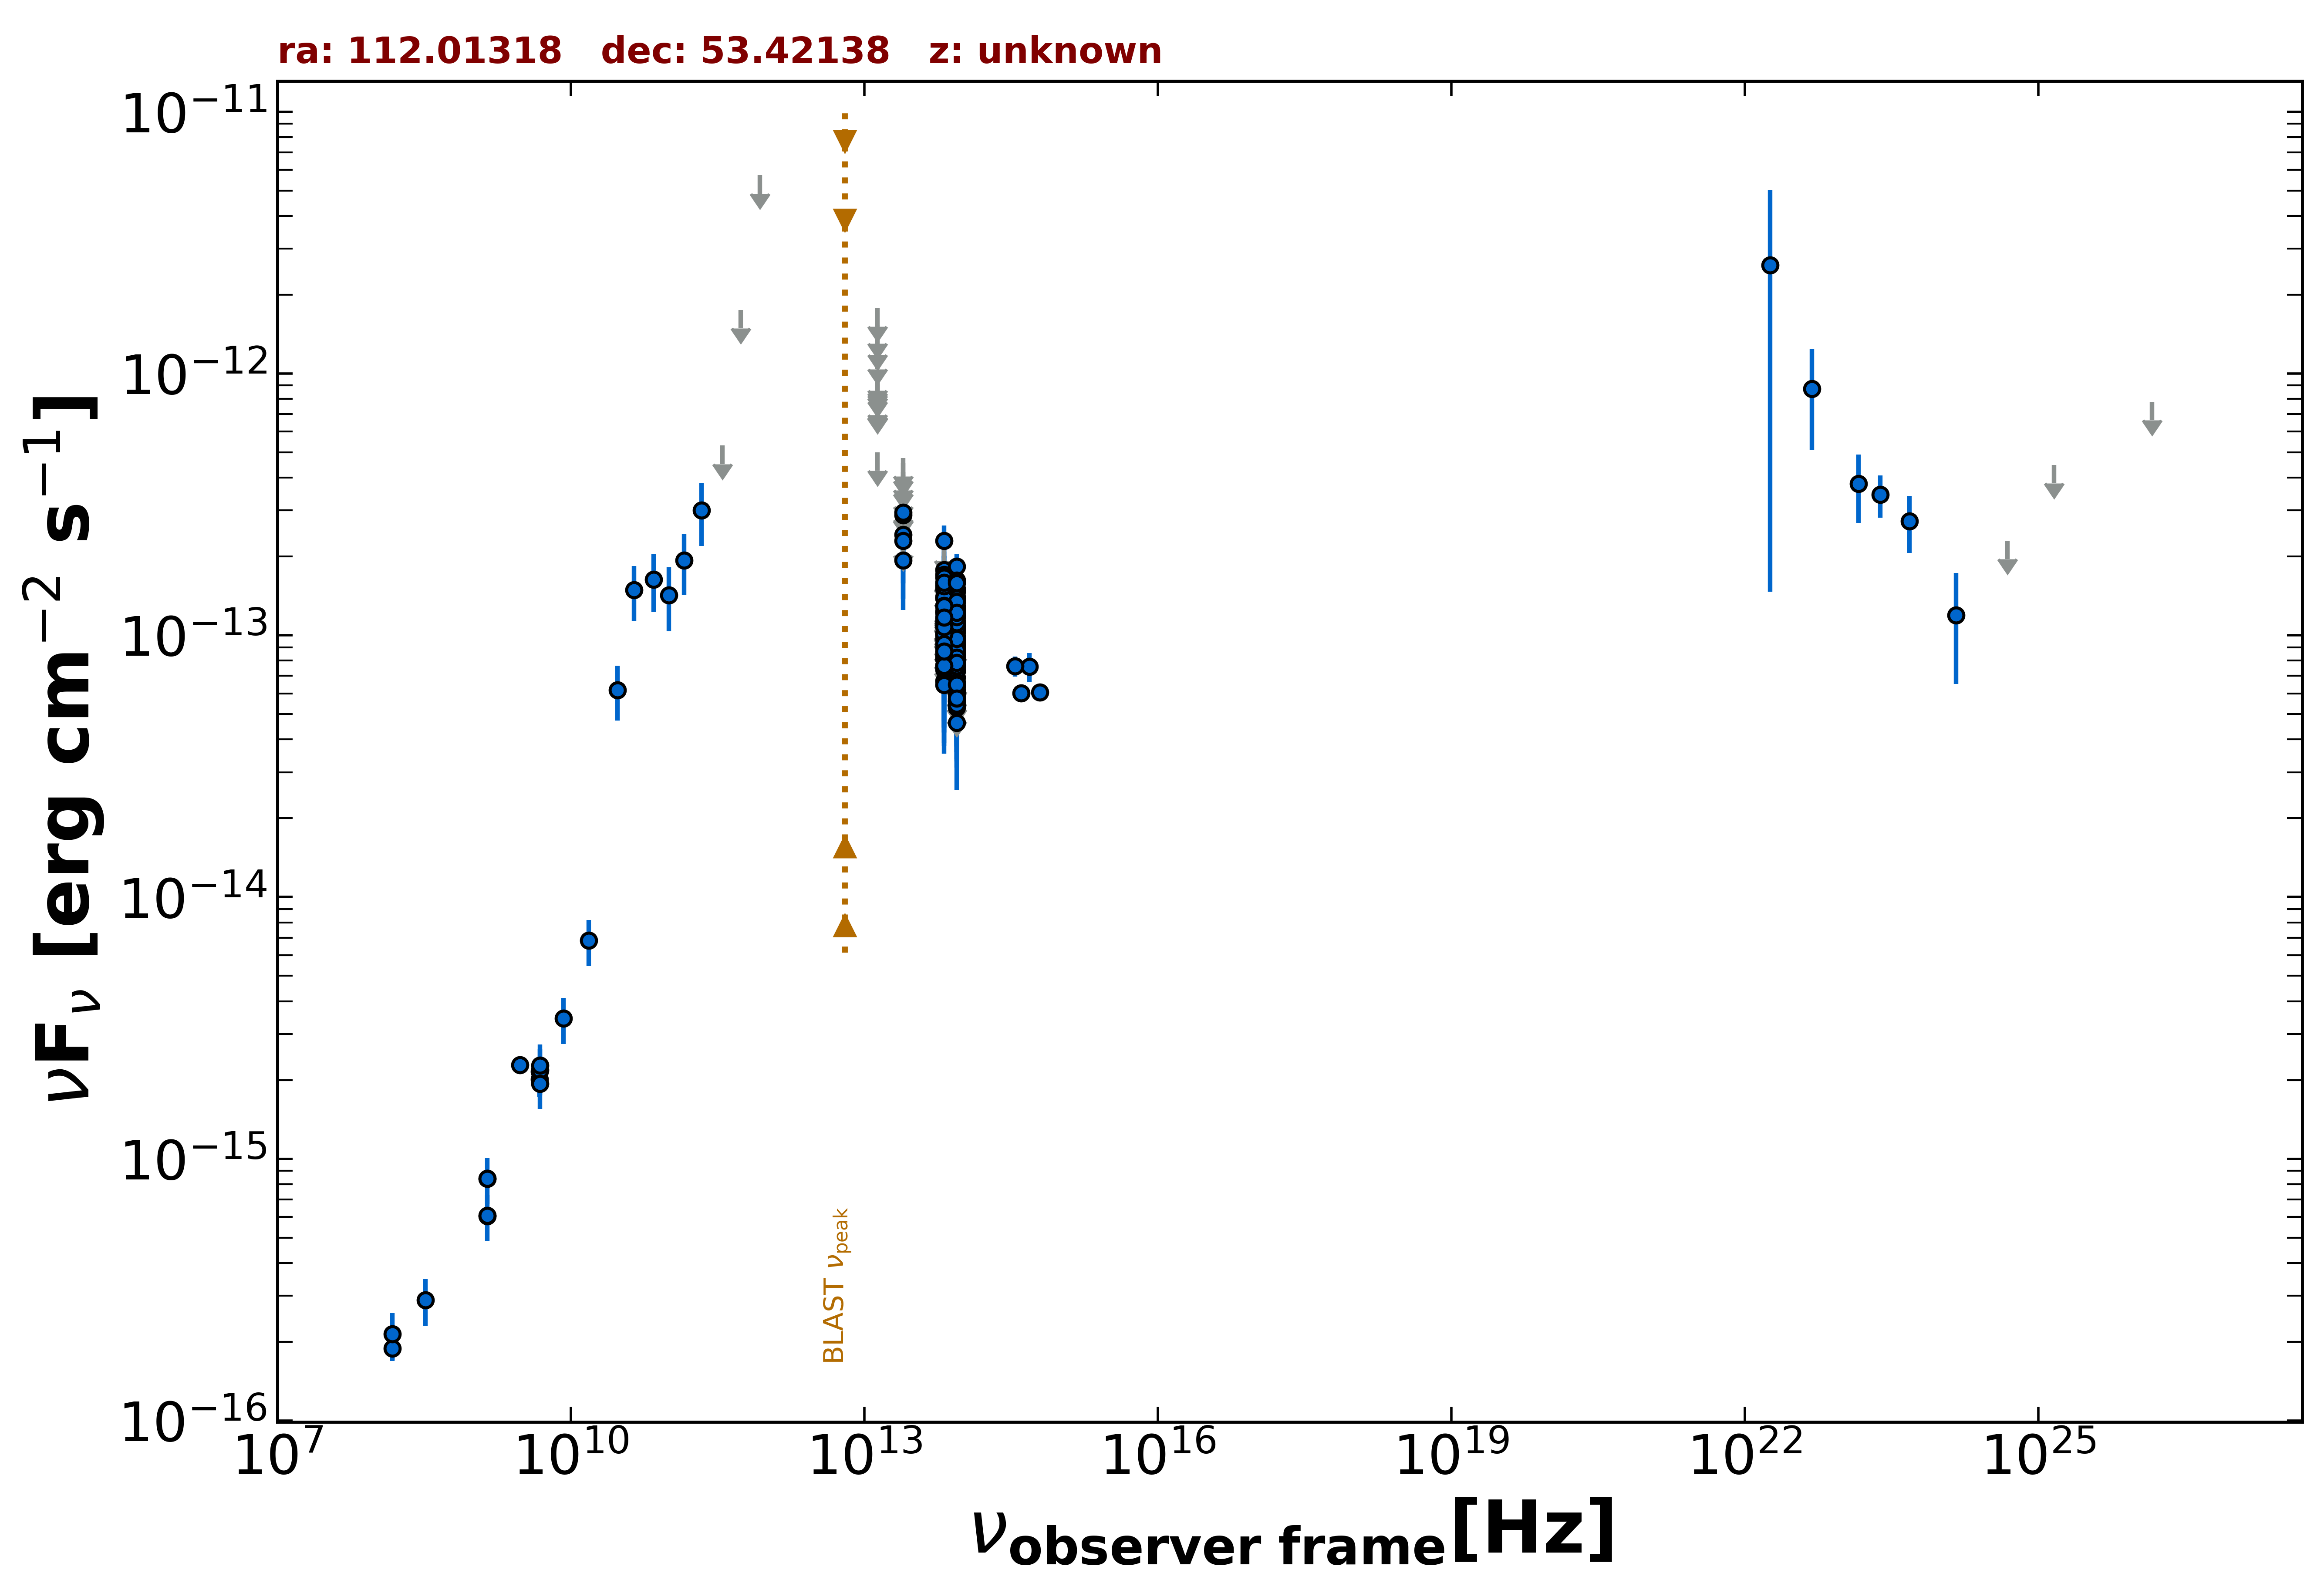 ra: 112.01318   dec: 53.42138   z: unknown
10⁻¹¹
10⁻¹²
10⁻¹³
10⁻¹⁴
10⁻¹⁵
10⁻¹⁶
νF_ν [erg cm⁻² s⁻¹]
BLAST ν_peak
10⁷ 10¹⁰ 10¹³ 10¹⁶ 10¹⁹ 10²² 10²⁵
ν_observer frame [Hz]